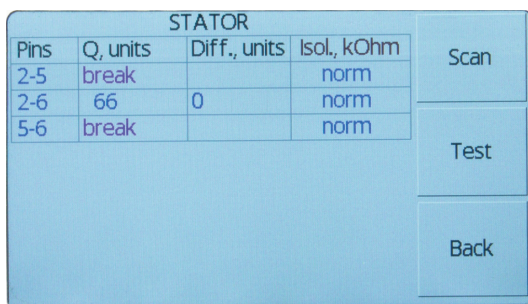 STATOR
Pins Q, units Diff., units Isol., kOhm
2-5 break norm
2-6 66 0 norm
5-6 break norm
Scan
Test
Back